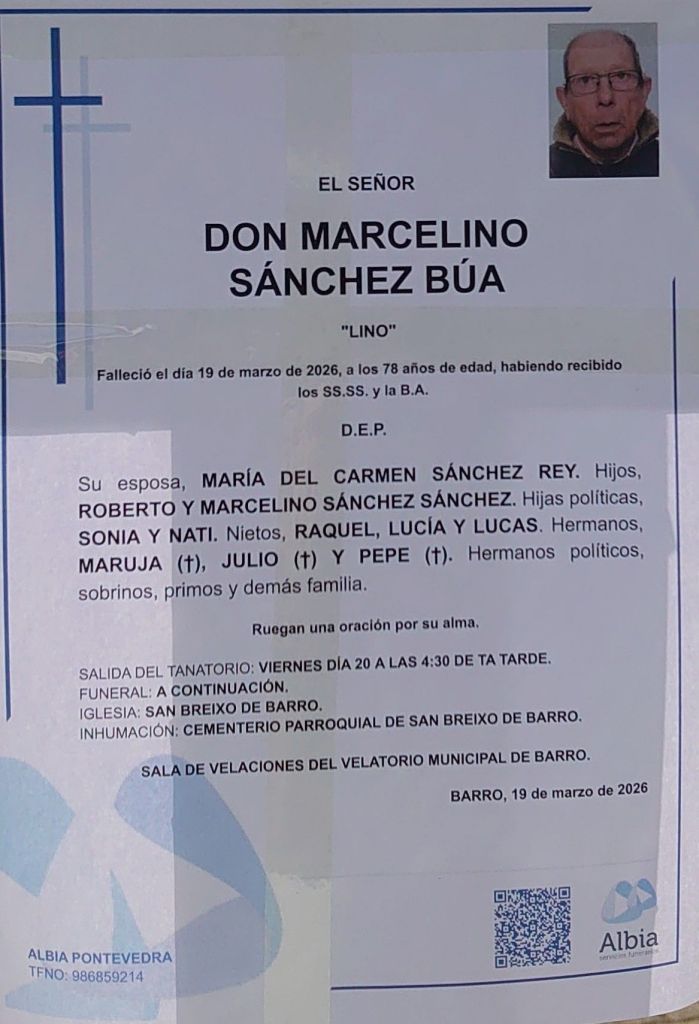 EL SEÑOR
DON MARCELINO
SÁNCHEZ BÚA
"LINO"
Falleció el día 19 de marzo de 2026, a los 78 años de edad, habiendo recibido
los SS.SS. y la B.A.
D.E.P.
Su esposa, MARÍA DEL CARMEN SÁNCHEZ REY. Hijos,
ROBERTO Y MARCELINO SÁNCHEZ SÁNCHEZ. Hijas políticas,
SONIA Y NATI. Nietos, RAQUEL, LUCÍA Y LUCAS. Hermanos,
MARUJA (†), JULIO (†) Y PEPE (†). Hermanos políticos,
sobrinos, primos y demás familia.
Ruegan una oración por su alma.
SALIDA DEL TANATORIO: VIERNES DÍA 20 A LAS 4:30 DE TA TARDE.
FUNERAL: A CONTINUACIÓN.
IGLESIA: SAN BREIXO DE BARRO.
INHUMACIÓN: CEMENTERIO PARROQUIAL DE SAN BREIXO DE BARRO.
SALA DE VELACIONES DEL VELATORIO MUNICIPAL DE BARRO.
BARRO, 19 de marzo de 2026
ALBIA PONTEVEDRA
TFNO: 986859214
Albia
servicios funerarios